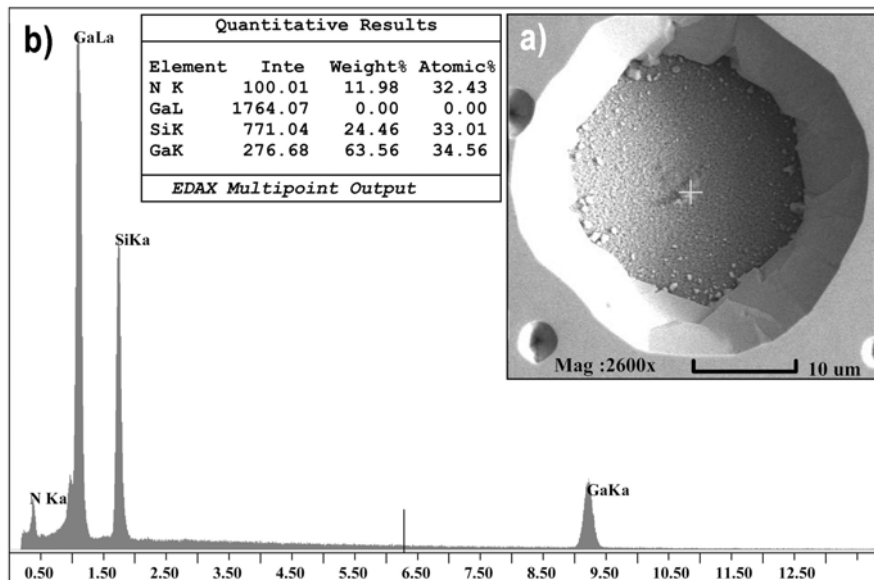 b)
GaLa
Quantitative Results
Element Inte Weight% Atomic%
N K 100.01 11.98 32.43
GaL 1764.07 0.00 0.00
SiK 771.04 24.46 33.01
GaK 276.68 63.56 34.56
EDAX Multipoint Output
a)
Mag :2600x 10 um
SiKa
N Ka
GaKa
0.50 1.50 2.50 3.50 4.50 5.50 6.50 7.50 8.50 9.50 10.50 11.50 12.50